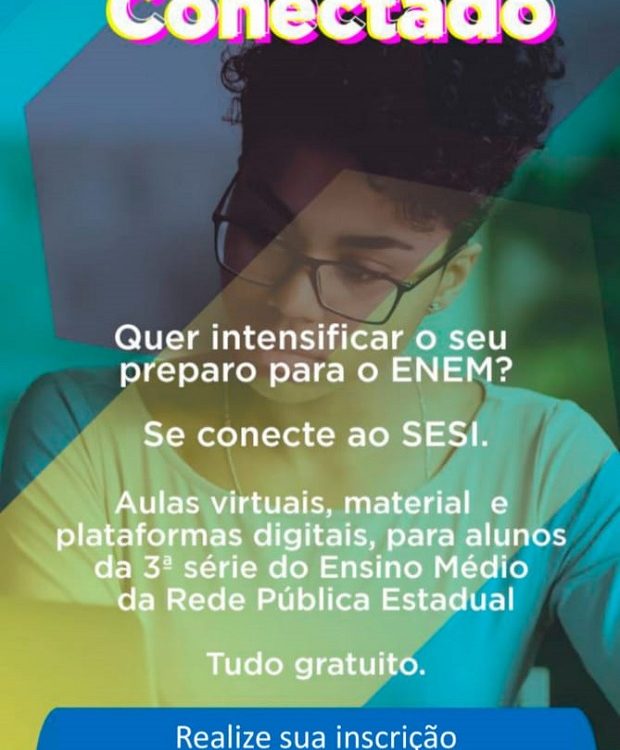 Conectado
Quer intensificar o seu
preparo para o ENEM?
Se conecte ao SESI.
Aulas virtuais, material e
plataformas digitais, para alunos
da 3ª série do Ensino Médio
da Rede Pública Estadual
Tudo gratuito.
Realize sua inscrição